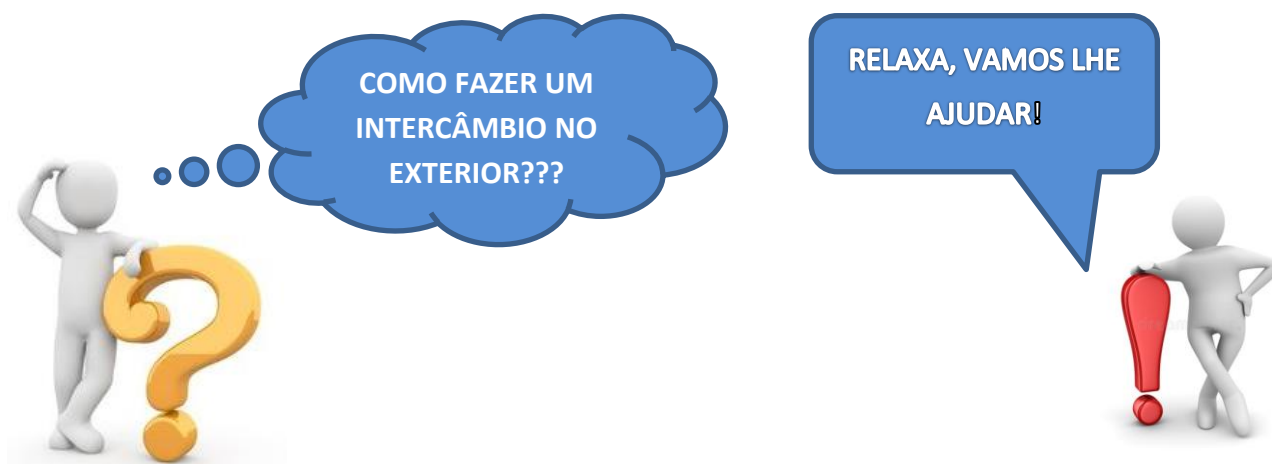 COMO FAZER UM
INTERCÂMBIO NO
EXTERIOR???
RELAXA, VAMOS LHE
AJUDAR!